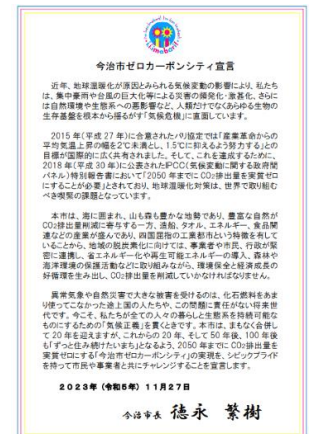 今治市ゼロカーボンシティ宣言
近年、地球温暖化が原因とみられる気候変動の影響により、私たち
は、集中豪雨や台風の巨大化等による災害の頻発化・激甚化、さらに
は自然環境や生態系への悪影響など、人類だけでなくあらゆる生物の
生存基盤を根本から揺るがす「気候危機」に直面しています。
2015年(平成27年)に合意されたパリ協定では「産業革命からの
平均気温上昇の幅を2℃未満とし、1.5℃に抑えるよう努力する」との
目標が国際的に広く共有されました。そして、これを達成するために、
2018年(平成30年)に公表されたIPCC(気候変動に関する政府間
パネル)特別報告書において「2050年までにCO₂排出量を実質ゼロ
にすることが必要」とされており、地球温暖化対策は、世界で取り組む
べき喫緊の課題となっています。
本市は、海に囲まれ、山も森も豊かな地勢であり、豊富な自然が
CO₂排出量削減に寄与する一方、造船、タオル、エネルギー、食品関
連などの産業が盛んであり、四国屈指の工業都市という特徴を有して
いることから、地域の脱炭素化に向けては、事業者や市民、行政が緊
密に連携し、省エネルギー化や再生可能エネルギーの導入、森林や
海洋環境の保護活動などに取り組みながら、環境保全と経済成長の
好循環を生み出し、CO₂排出量を削減していかなければなりません。
異常気象や自然災害で大きな被害を受けるのは、化石燃料をあま
り使ってこなかった途上国の人たちや、この問題に責任がない将来世
代です。今こそ、私たちが全ての人々の暮らしと生態系を持続可能な
ものにするための「気候正義」を貫くときです。本市は、まもなく合併し
て20年を迎えますが、これからの20年、そして50年後、100年後
も「ずっと住み続けたいまち」となるよう、2050年までにCO₂排出量を
実質ゼロにする「今治市ゼロカーボンシティ」の実現を、シビックプライド
を持って市民や事業者と共にチャレンジすることを宣言します。
2023年(令和5年)11月27日
今治市長 徳永 繁樹